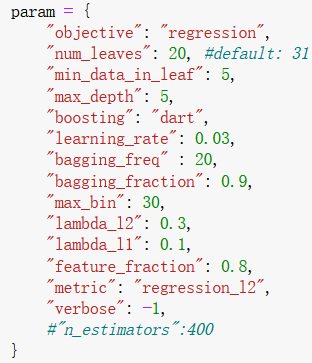 param = {
"objective": "regression",
"num_leaves": 20, #default: 31
"min_data_in_leaf": 5,
"max_depth": 5,
"boosting": "dart",
"learning_rate": 0.03,
"bagging_freq" : 20,
"bagging_fraction": 0.9,
"max_bin": 30,
"lambda_l2": 0.3,
"lambda_l1": 0.1,
"feature_fraction": 0.8,
"metric": "regression_l2",
"verbose": -1,
#"n_estimators":400
}